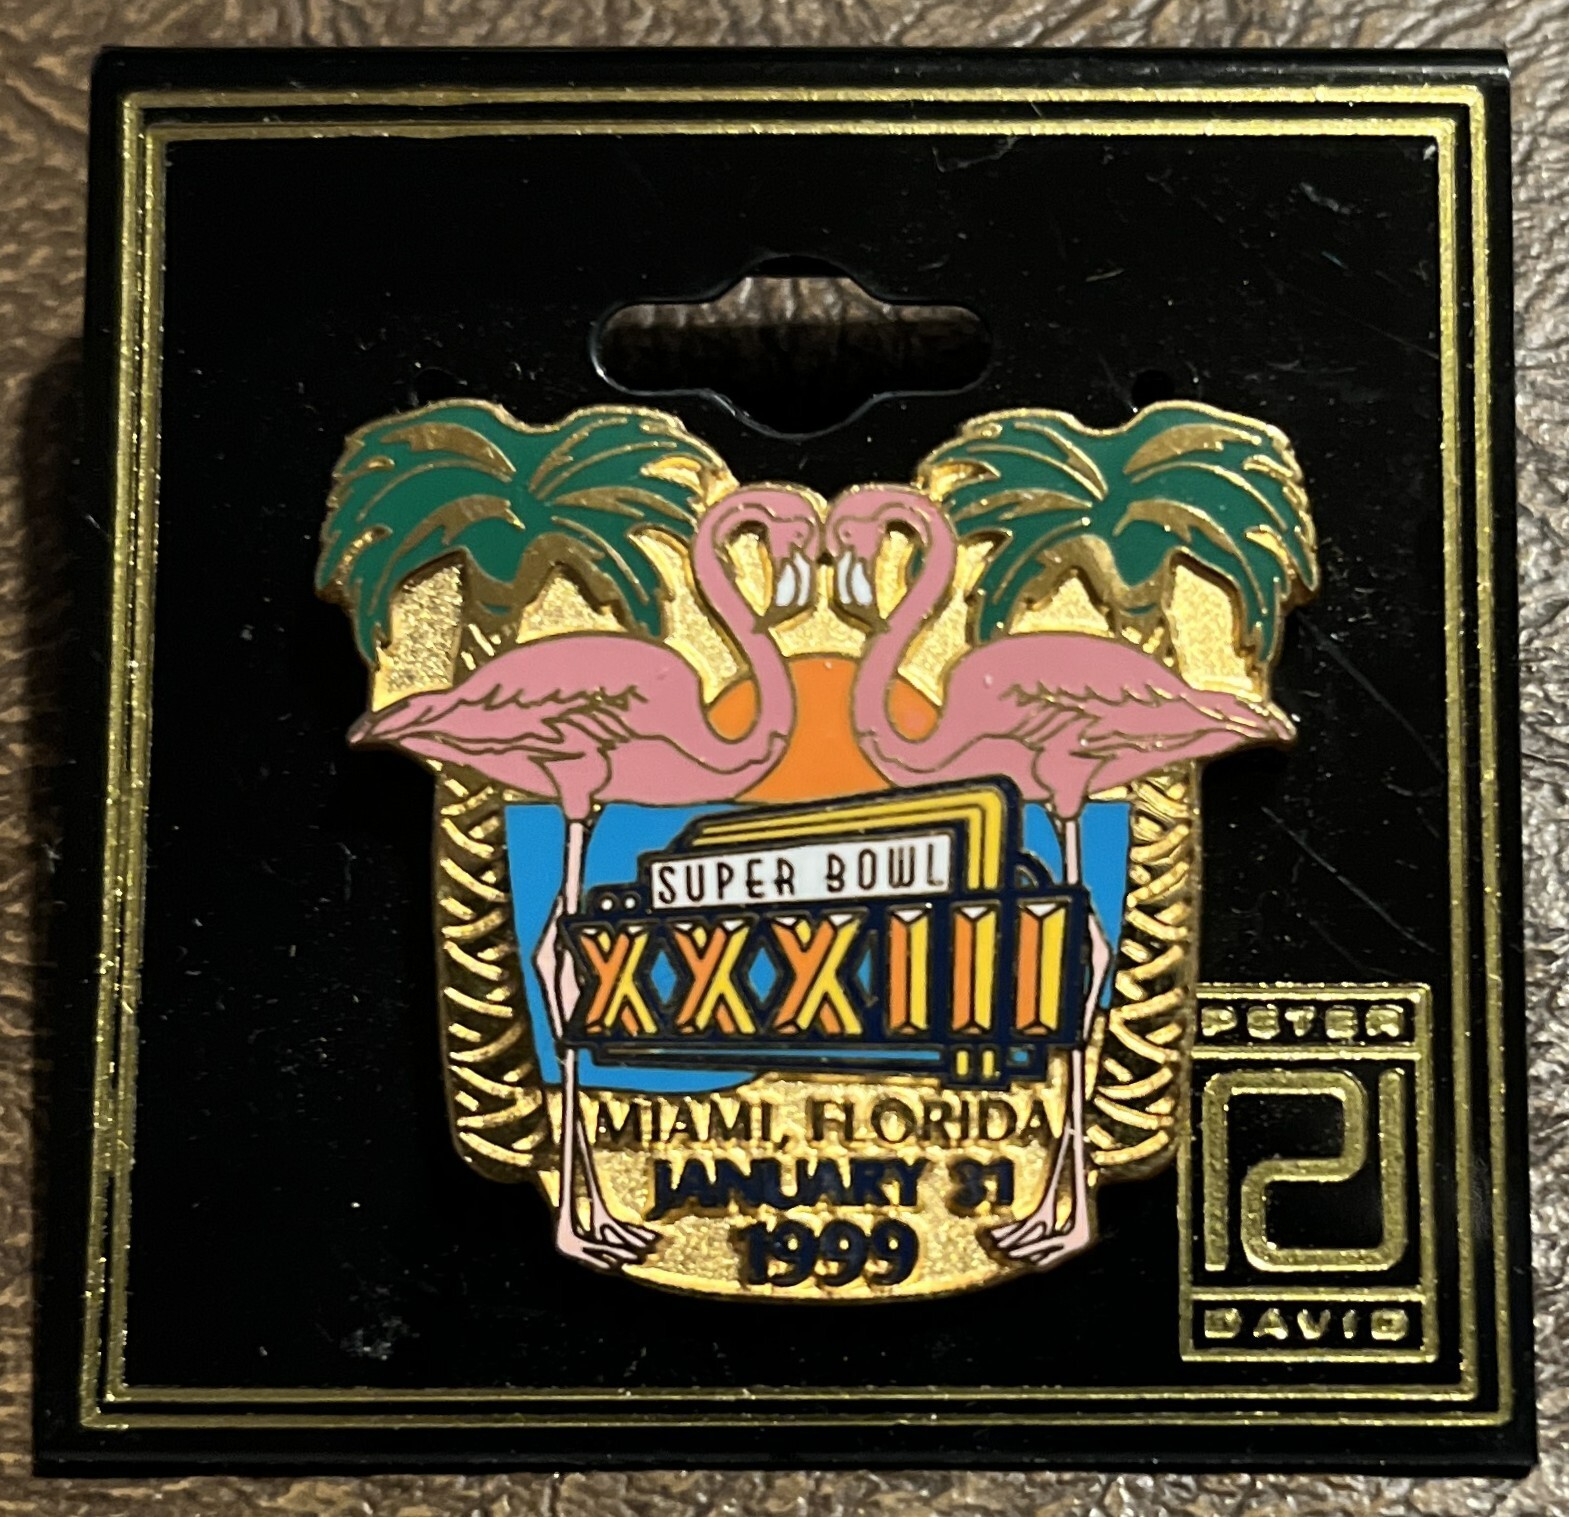 SUPER BOWL
XXXIII
MIAMI, FLORIDA
JANUARY 31
1999
PETER
DAVID